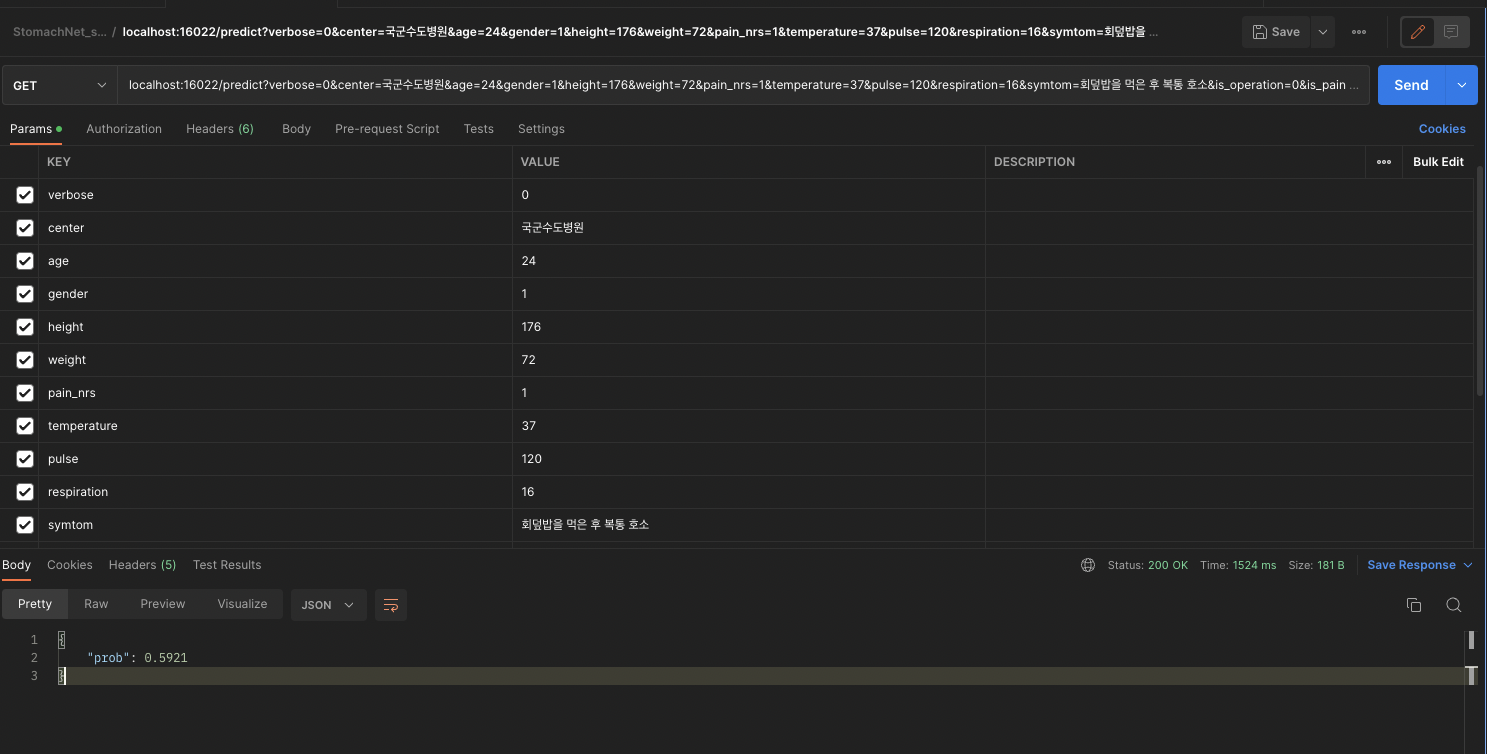 StomachNet_s... / localhost:16022/predict?verbose=0&center=국군수도병원&age=24&gender=1&height=176&weight=72&pain_nrs=1&temperature=37&pulse=120&respiration=16&symtom=회덮밥을 ... Save
GET localhost:16022/predict?verbose=0&center=국군수도병원&age=24&gender=1&height=176&weight=72&pain_nrs=1&temperature=37&pulse=120&respiration=16&symtom=회덮밥을 먹은 후 복통 호소&is_operation=0&is_pain ... Send
Params Authorization Headers (6) Body Pre-request Script Tests Settings Cookies
KEY VALUE DESCRIPTION Bulk Edit
verbose 0
center 국군수도병원
age 24
gender 1
height 176
weight 72
pain_nrs 1
temperature 37
pulse 120
respiration 16
symtom 회덮밥을 먹은 후 복통 호소
Body Cookies Headers (5) Test Results Status: 200 OK Time: 1524 ms Size: 181 B Save Response
Pretty Raw Preview Visualize JSON
1 {
2 "prob": 0.5921
3 }